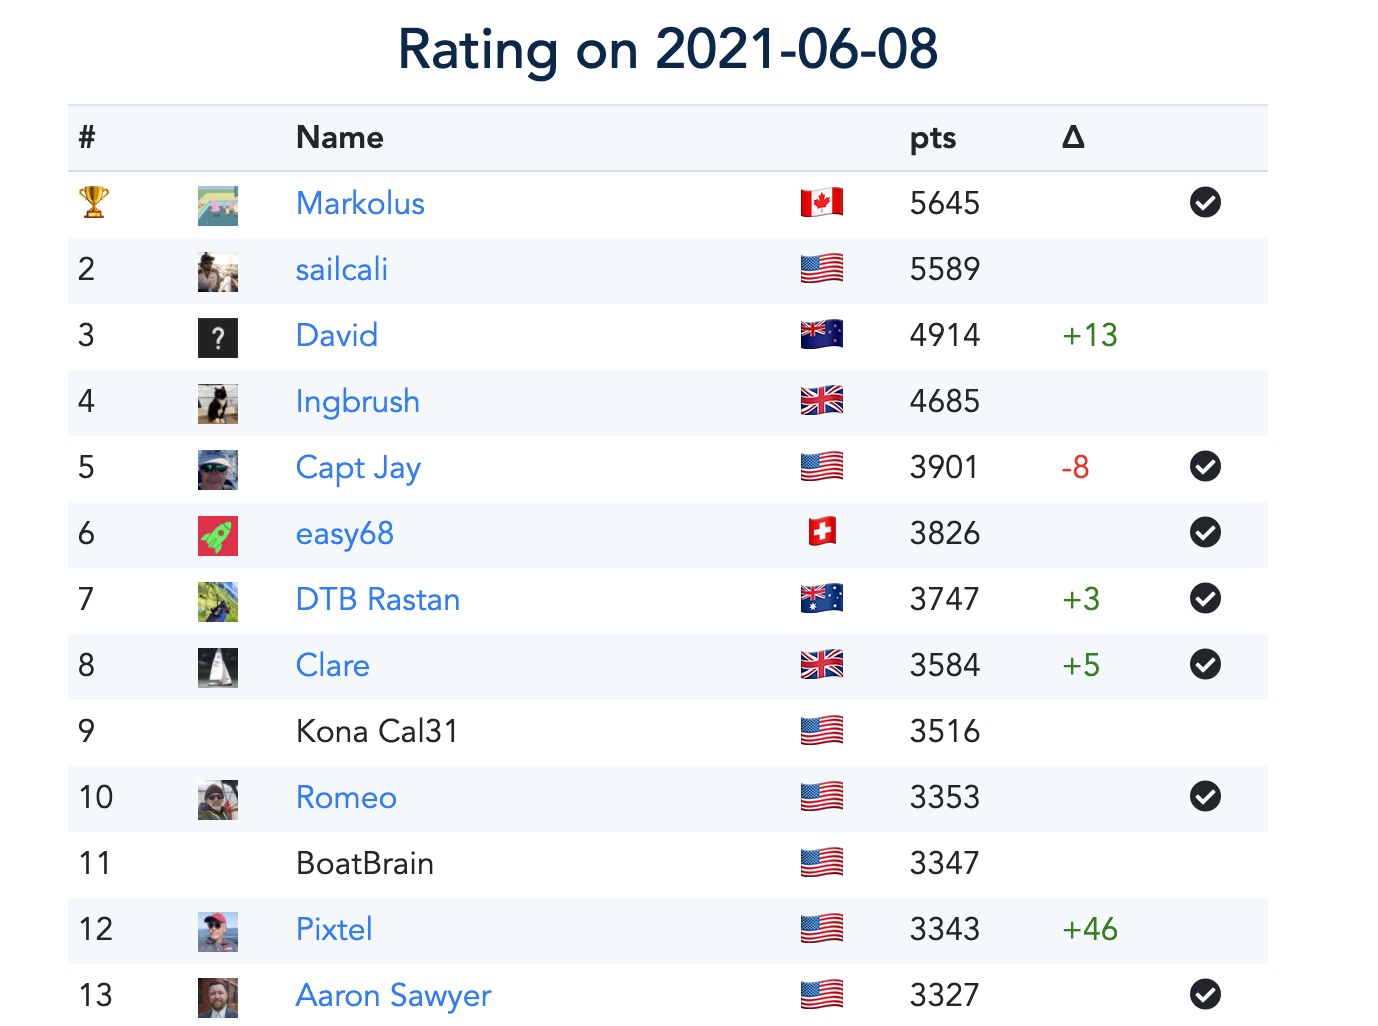 Rating on 2021-06-08
# Name pts Δ
Markolus 5645
2 sailcali 5589
3 ? David 4914 +13
4 Ingbrush 4685
5 Capt Jay 3901 -8
6 easy68 3826
7 DTB Rastan 3747 +3
8 Clare 3584 +5
9 Kona Cal31 3516
10 Romeo 3353
11 BoatBrain 3347
12 Pixtel 3343 +46
13 Aaron Sawyer 3327